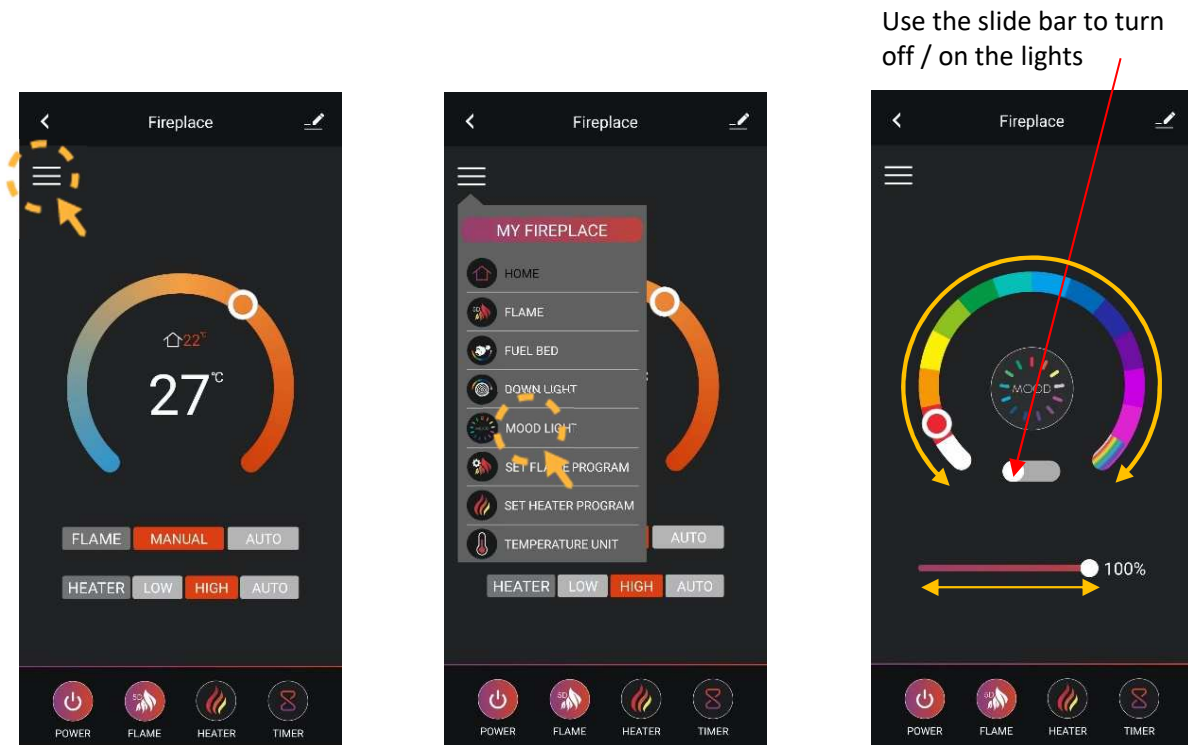 Use the slide bar to turn
off / on the lights
Fireplace
22°C
27°C
FLAME MANUAL AUTO
HEATER LOW HIGH AUTO
POWER FLAME HEATER TIMER
Fireplace
MY FIREPLACE
HOME
FLAME
FUEL BED
DOWN LIGHT
MOOD LIGHT
SET FLAME PROGRAM
SET HEATER PROGRAM
TEMPERATURE UNIT
AUTO
HEATER LOW HIGH AUTO
POWER FLAME HEATER TIMER
Fireplace
MOOD
100%
POWER FLAME HEATER TIMER